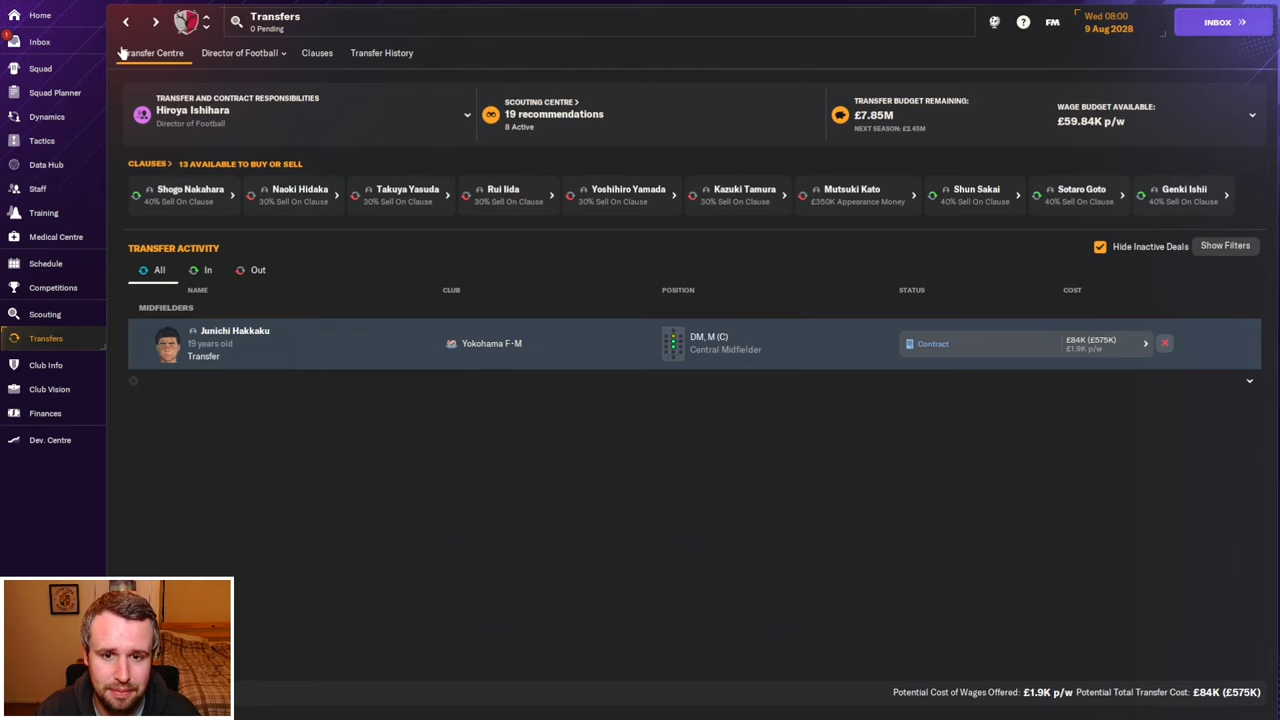 Home
Transfers
0 Pending
FM
Wed 08:00
9 Aug 2028
INBOX
1
Inbox
Transfer Centre
Director of Football
Clauses
Transfer History
Squad
Squad Planner
Dynamics
Tactics
Data Hub
Staff
Training
Medical Centre
Schedule
Competitions
Scouting
Transfers
Club Info
Club Vision
Finances
Dev. Centre
TRANSFER AND CONTRACT RESPONSIBILITIES
Hiroya Ishihara
Director of Football
SCOUTING CENTRE >
19 recommendations
8 Active
TRANSFER BUDGET REMAINING:
£7.85M
NEXT SEASON: £2.45M
WAGE BUDGET AVAILABLE:
£59.84K p/w
CLAUSES > 13 AVAILABLE TO BUY OR SELL
Shogo Nakahara
40% Sell On Clause
Naoki Hidaka
30% Sell On Clause
Takuya Yasuda
30% Sell On Clause
Rui Iida
30% Sell On Clause
Yoshihiro Yamada
30% Sell On Clause
Kazuki Tamura
30% Sell On Clause
Mutsuki Kato
£350K Appearance Money
Shun Sakai
40% Sell On Clause
Sotaro Goto
40% Sell On Clause
Genki Ishii
40% Sell On Clause
TRANSFER ACTIVITY
Hide Inactive Deals
Show Filters
All
In
Out
NAME CLUB POSITION STATUS COST
MIDFIELDERS
Junichi Hakkaku
19 years old
Transfer
Yokohama F·M
DM, M (C)
Central Midfielder
Contract
£84K (£575K)
£1.9K p/w
Potential Cost of Wages Offered: £1.9K p/w Potential Total Transfer Cost: £84K (£575K)